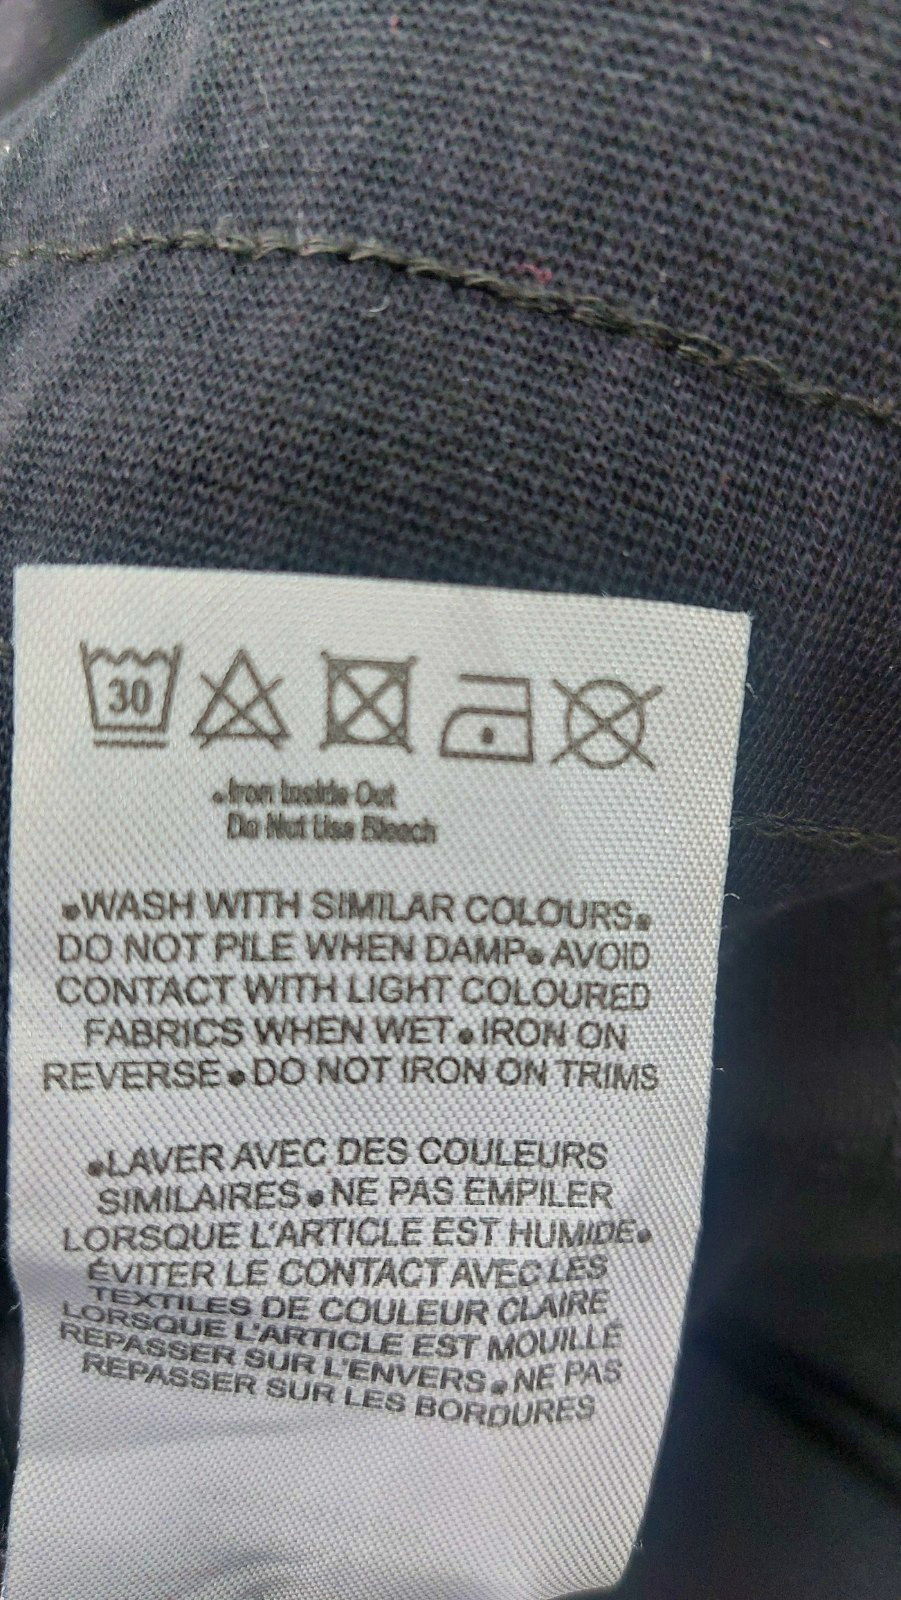 30
•Iron Inside Out
Do Not Use Bleach
•WASH WITH SIMILAR COLOURS•
DO NOT PILE WHEN DAMP•AVOID
CONTACT WITH LIGHT COLOURED
FABRICS WHEN WET•IRON ON
REVERSE•DO NOT IRON ON TRIMS
•LAVER AVEC DES COULEURS
SIMILAIRES•NE PAS EMPILER
LORSQUE L'ARTICLE EST HUMIDE•
ÉVITER LE CONTACT AVEC LES
TEXTILES DE COULEUR CLAIRE
LORSQUE L'ARTICLE EST MOUILLÉ
REPASSER SUR L'ENVERS•NE PAS
REPASSER SUR LES BORDURES